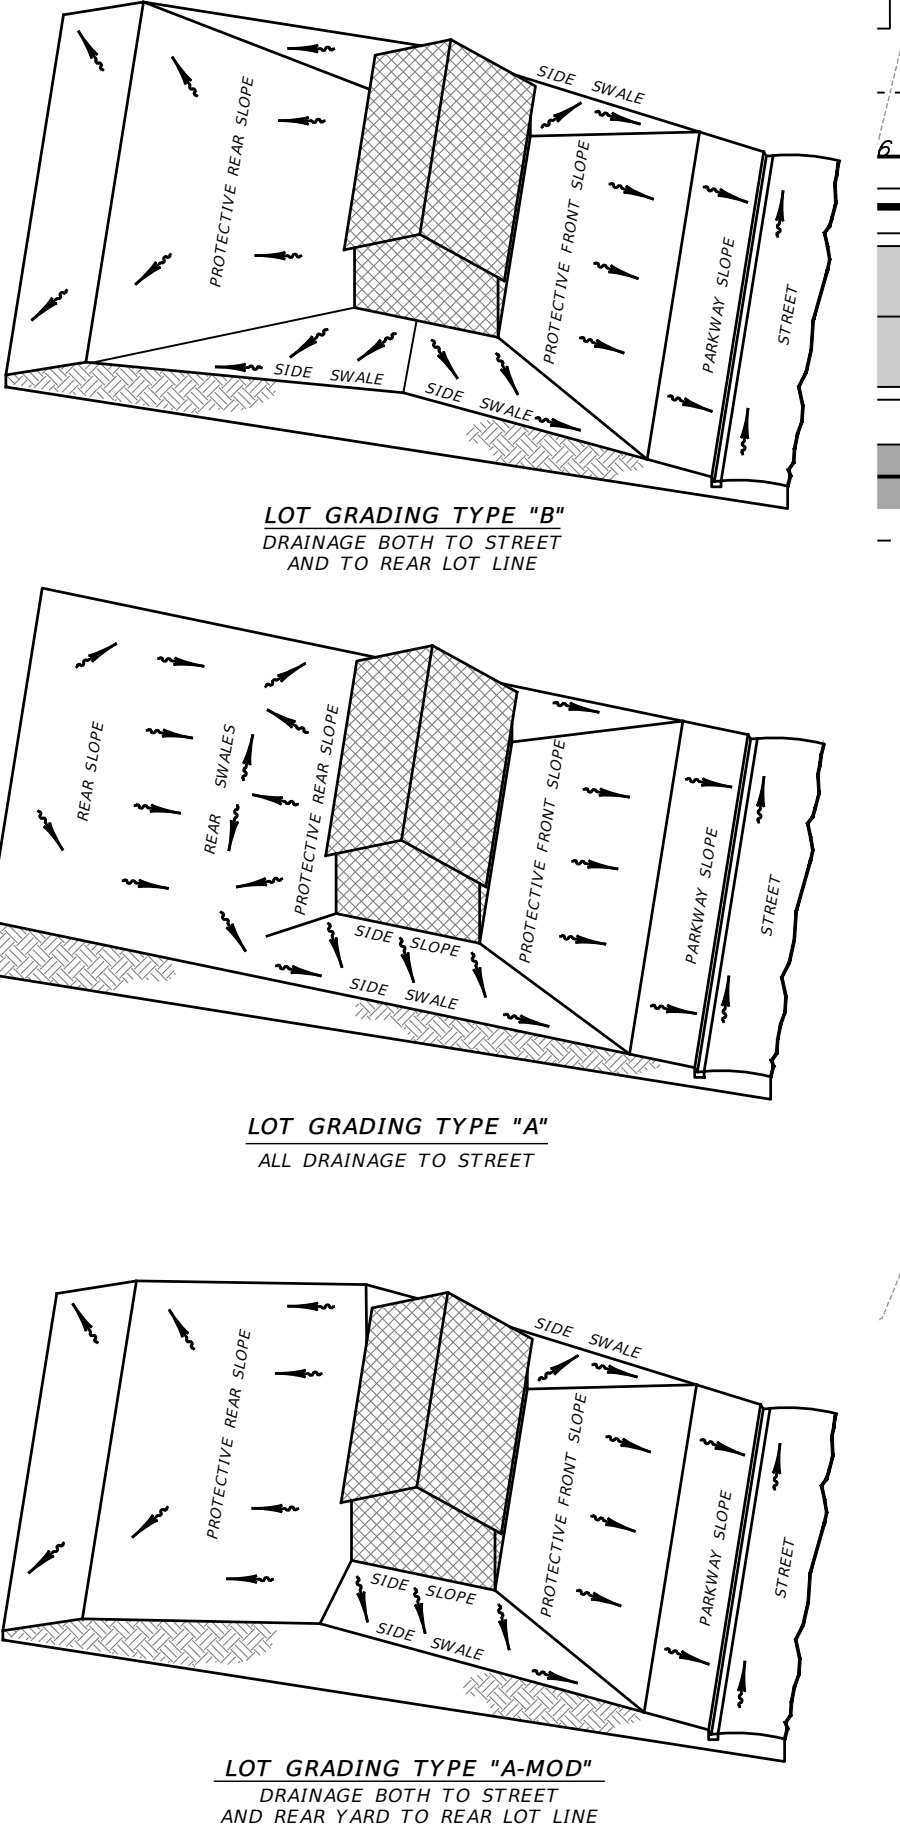 SIDE SWALE
6
PROTECTIVE REAR SLOPE
PROTECTIVE FRONT SLOPE
PARKWAY SLOPE
STREET
SIDE SWALE
SIDE SWALE
LOT GRADING TYPE "B"
DRAINAGE BOTH TO STREET
AND TO REAR LOT LINE
REAR SLOPE
REAR SWALES
PROTECTIVE REAR SLOPE
PROTECTIVE FRONT SLOPE
PARKWAY SLOPE
STREET
SIDE SLOPE
SIDE SWALE
LOT GRADING TYPE "A"
ALL DRAINAGE TO STREET
SIDE SWALE
PROTECTIVE REAR SLOPE
PROTECTIVE FRONT SLOPE
PARKWAY SLOPE
STREET
SIDE SLOPE
SIDE SWALE
LOT GRADING TYPE "A-MOD"
DRAINAGE BOTH TO STREET
AND REAR YARD TO REAR LOT LINE